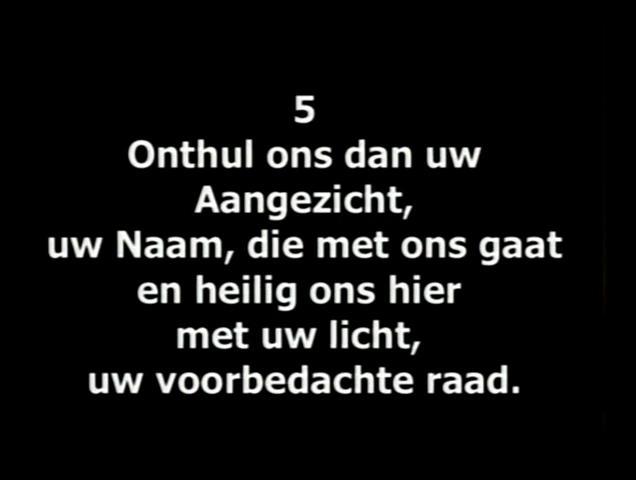 5
Onthul ons dan uw
Aangezicht,
uw Naam, die met ons gaat
en heilig ons hier
met uw licht,
uw voorbedachte raad.